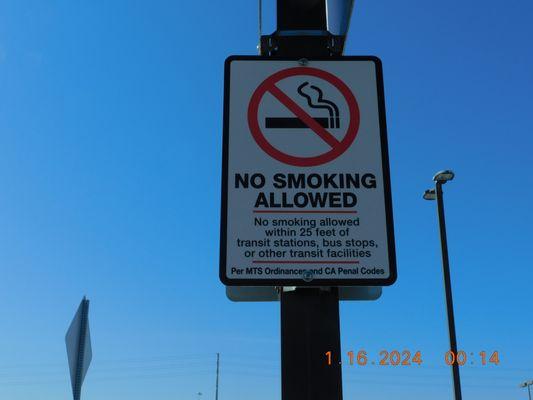 NO SMOKING
ALLOWED
No smoking allowed
within 25 feet of
transit stations, bus stops,
or other transit facilities
Per MTS Ordinances and CA Penal Codes
1.16.2024 00:14